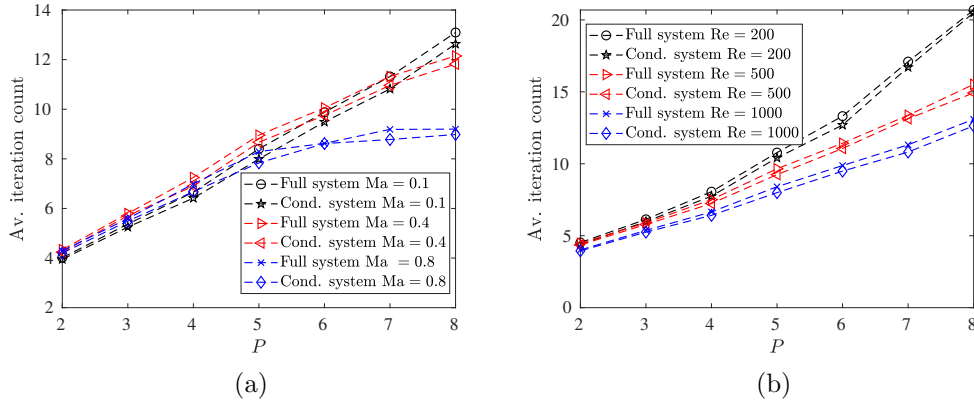 14
12
10
8
6
4
2
2 3 4 5 6 7 8
Av. iteration count
P
Full system Ma = 0.1
Cond. system Ma = 0.1
Full system Ma = 0.4
Cond. system Ma = 0.4
Full system Ma = 0.8
Cond. system Ma = 0.8
(a)
20
15
10
5
0
2 3 4 5 6 7 8
Av. iteration count
P
Full system Re = 200
Cond. system Re = 200
Full system Re = 500
Cond. system Re = 500
Full system Re = 1000
Cond. system Re = 1000
(b)